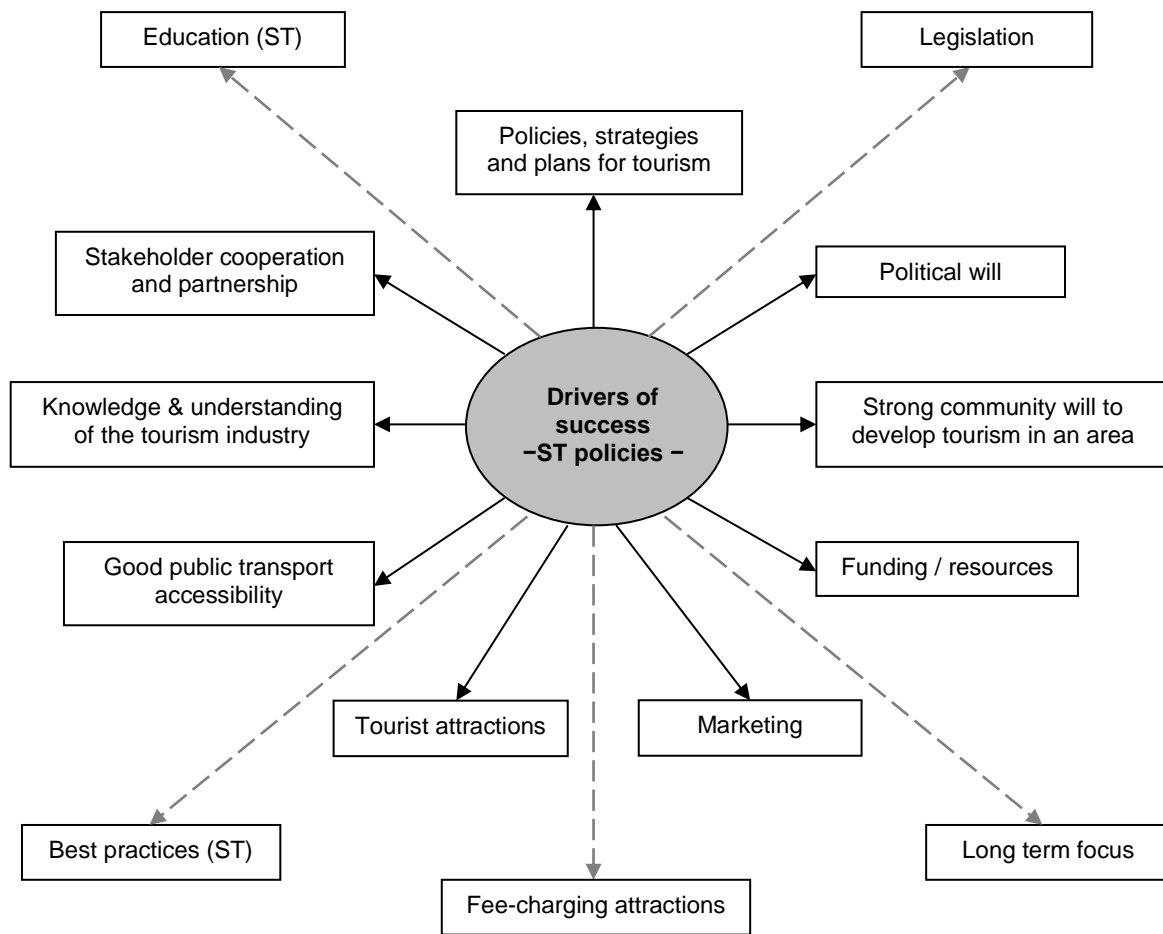 Education (ST)
Legislation
Policies, strategies
and plans for tourism
Stakeholder cooperation
and partnership
Political will
Drivers of
success
−ST policies −
Knowledge & understanding
of the tourism industry
Strong community will to
develop tourism in an area
Good public transport
accessibility
Funding / resources
Tourist attractions
Marketing
Best practices (ST)
Long term focus
Fee-charging attractions